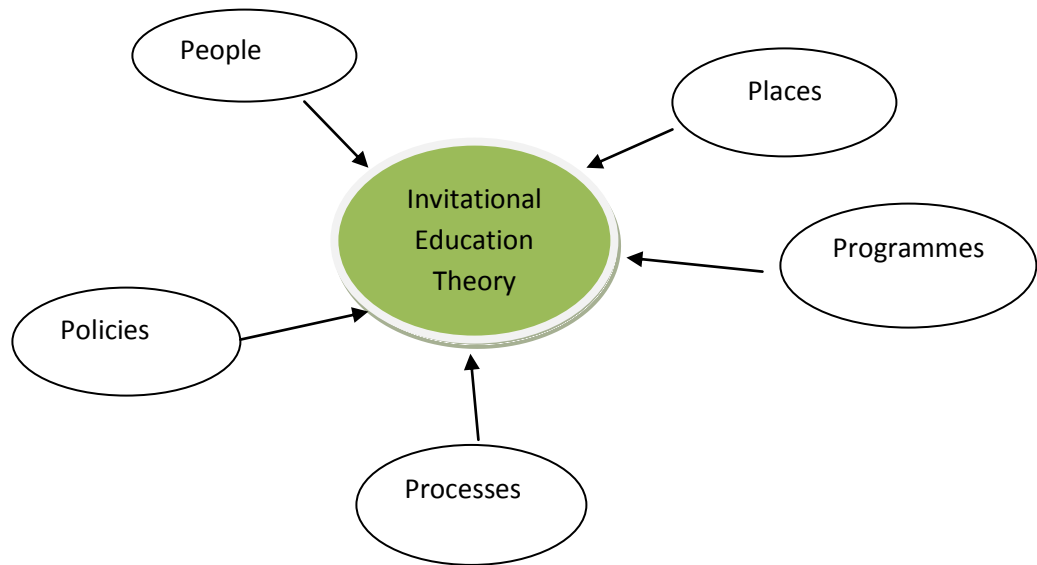 People
Places
Invitational
Education
Theory
Programmes
Policies
Processes